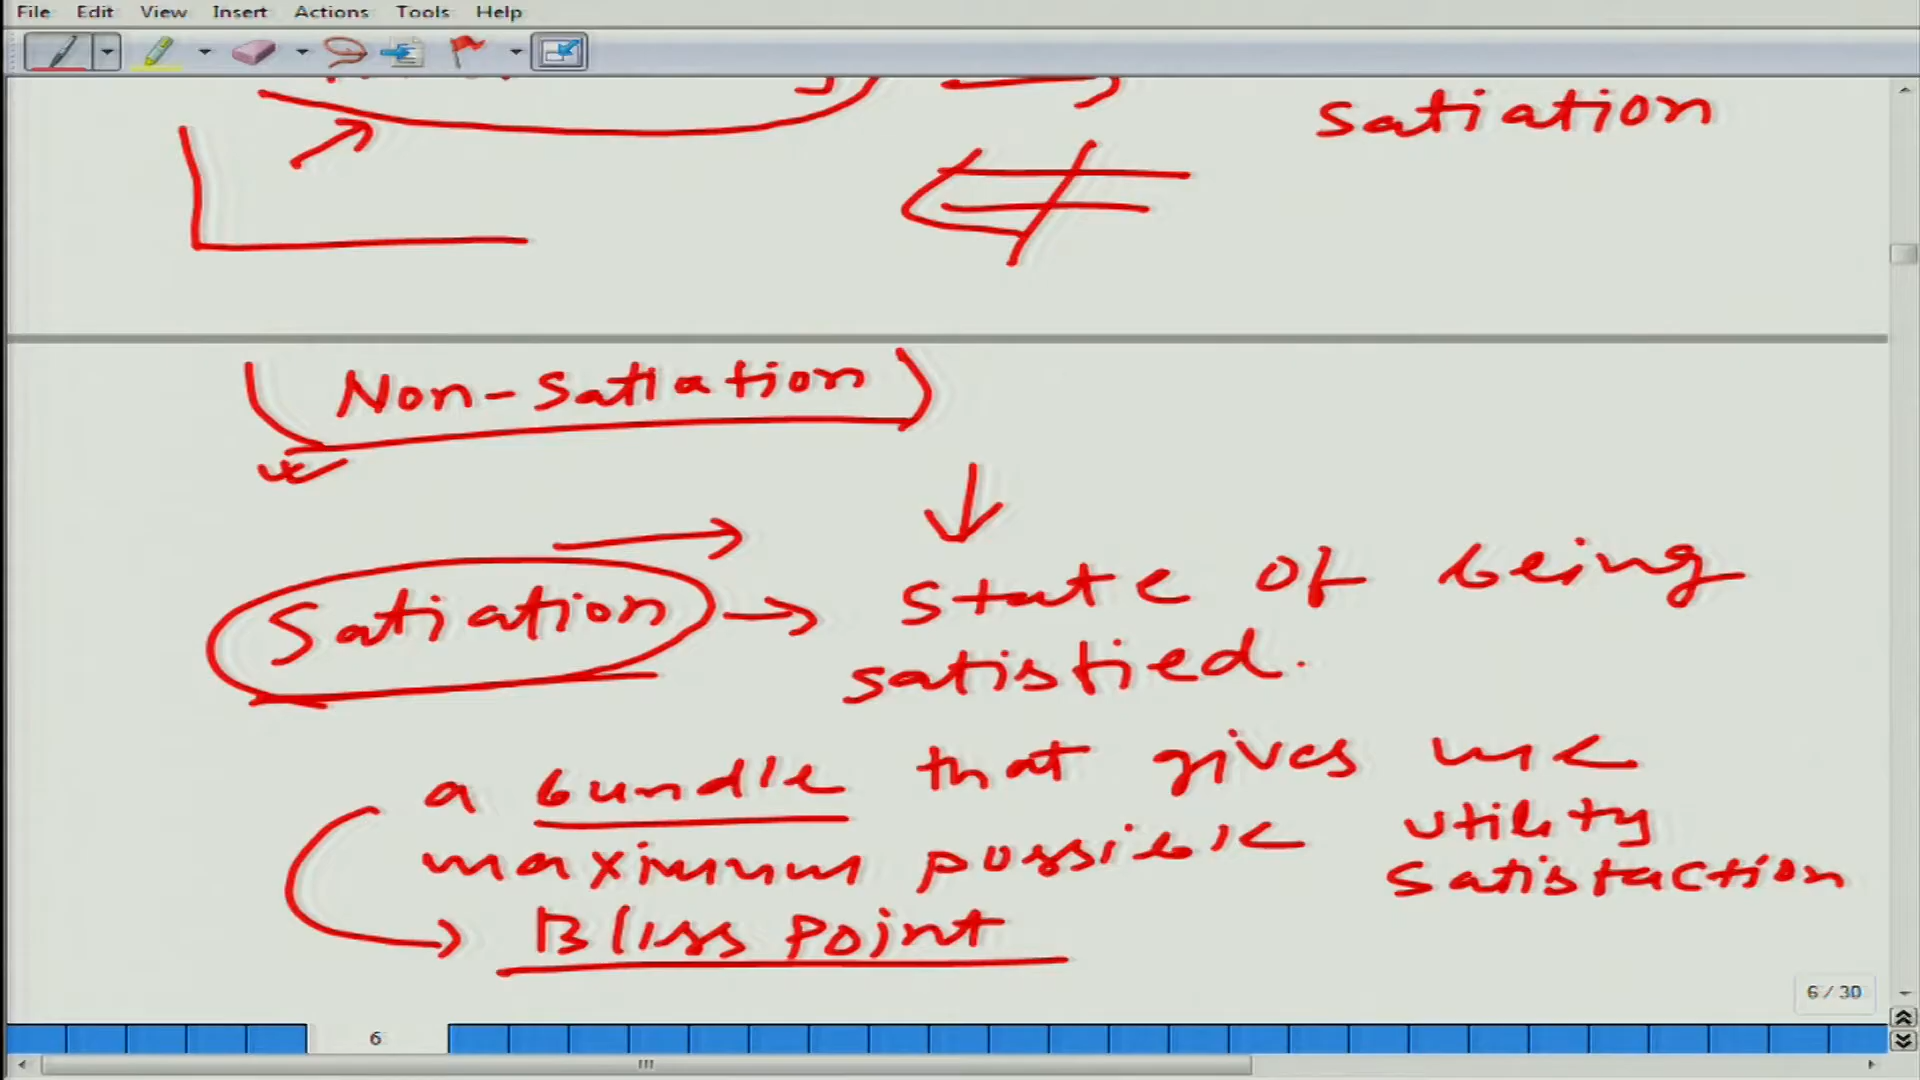 File Edit View Insert Actions Tools Help
Satiation
Non-Satiation
Satiation → State of being
satisfied.
a bundle that gives me
maximum possible utility
satisfaction
Bliss Point
6 / 30
6